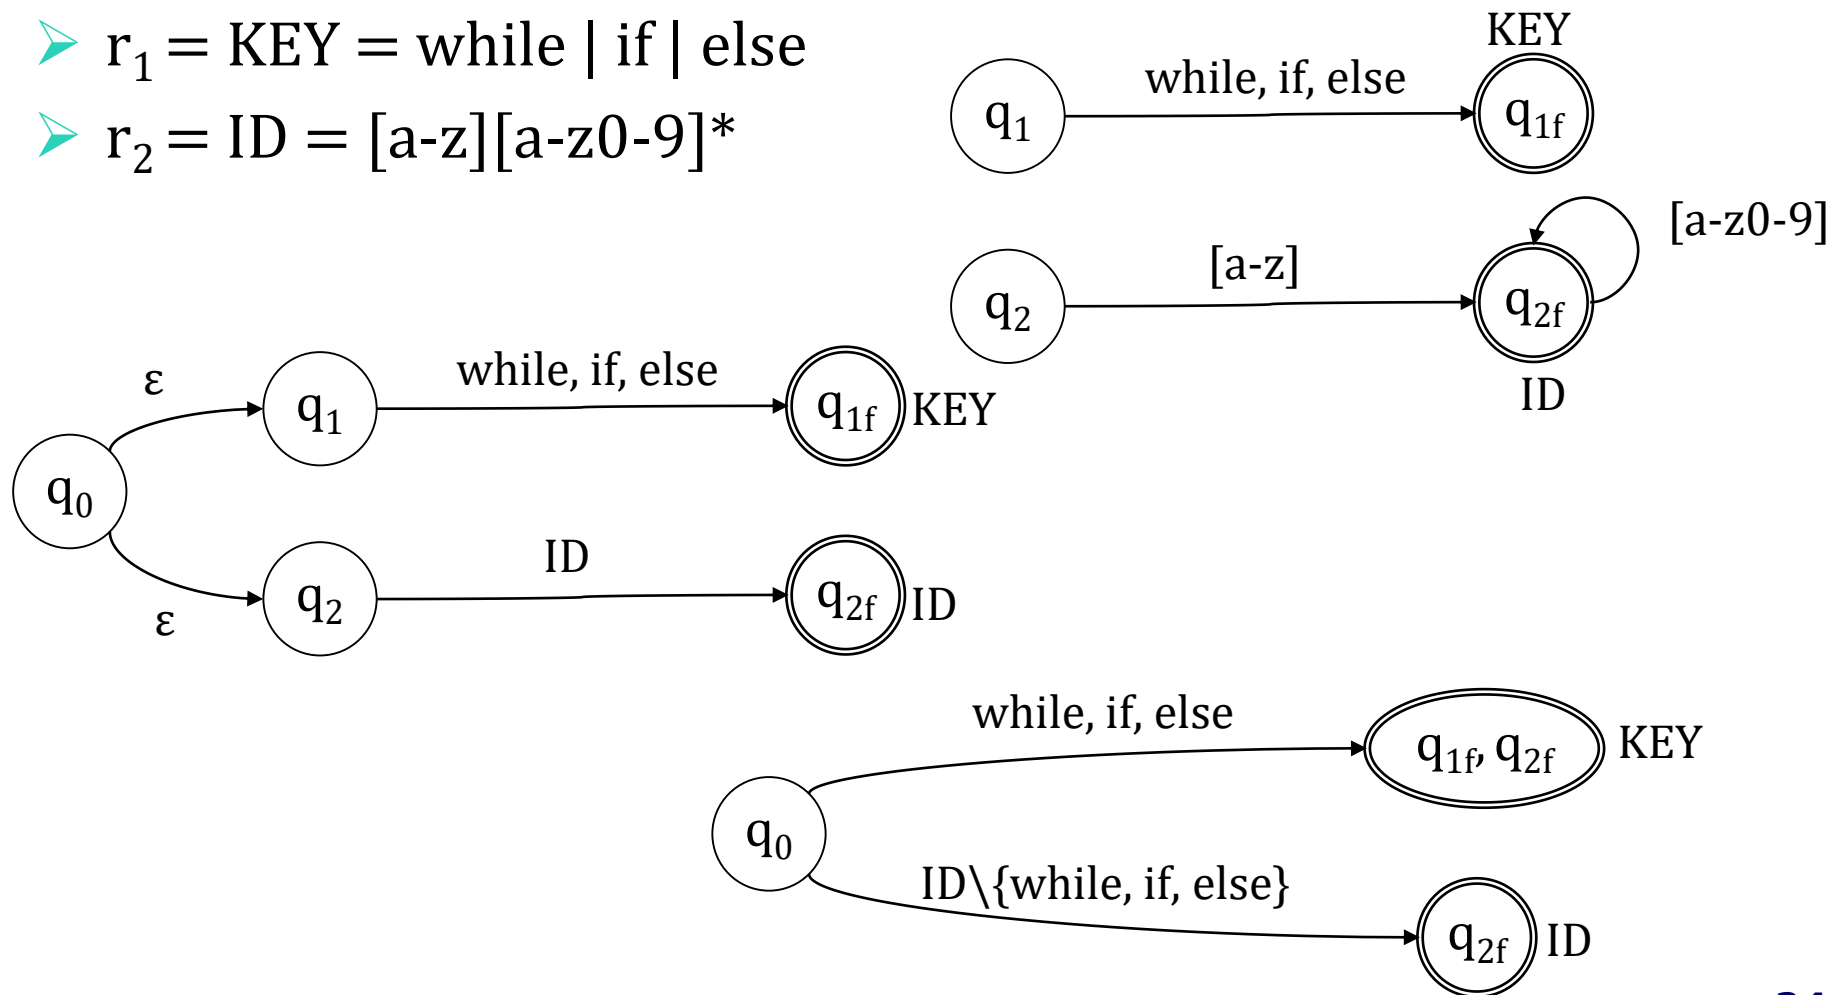 r₁ = KEY = while | if | else
r₂ = ID = [a-z][a-z0-9]*
KEY
while, if, else
q₁
q₁f
[a-z0-9]
[a-z]
q₂
q₂f
ID
ε
q₁
while, if, else
q₁f
KEY
q₀
ε
q₂
ID
q₂f
ID
while, if, else
q₁f, q₂f
KEY
q₀
ID\{while, if, else}
q₂f
ID